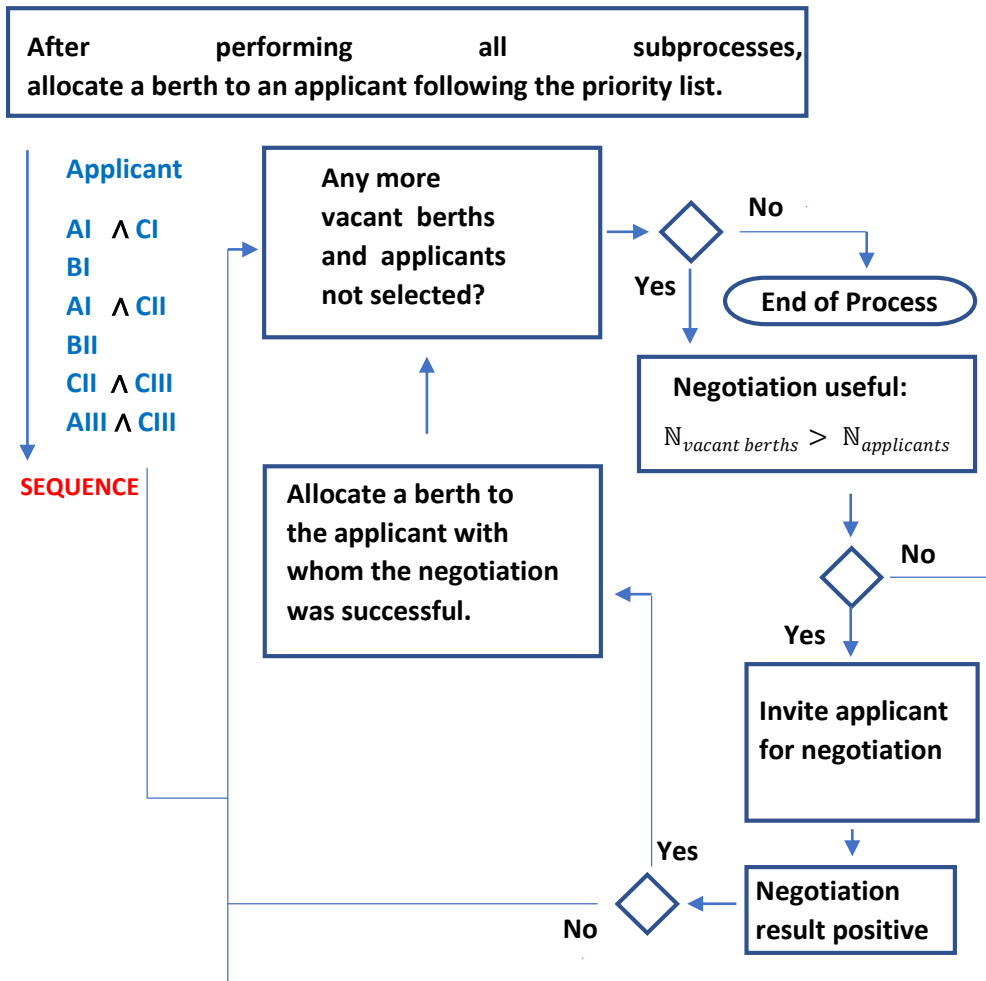 After performing all subprocesses,
allocate a berth to an applicant following the priority list.
Applicant
AI ∧ CI
BI
AI ∧ CII
BII
CII ∧ CIII
AIII ∧ CIII
SEQUENCE
Any more
vacant berths
and applicants
not selected?
No
Yes
End of Process
Negotiation useful:
ℕvacant berths > ℕapplicants
No
Yes
Invite applicant
for negotiation
Negotiation
result positive
Yes
No
Allocate a berth to
the applicant with
whom the negotiation
was successful.